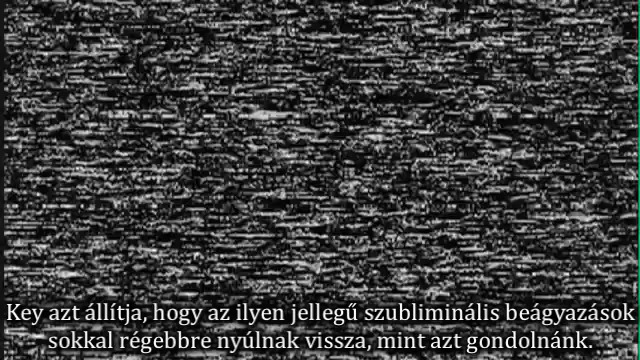 Key azt állítja, hogy az ilyen jellegű szubliminális beágyazások
sokkal régebbre nyúlnak vissza, mint azt gondolnánk.